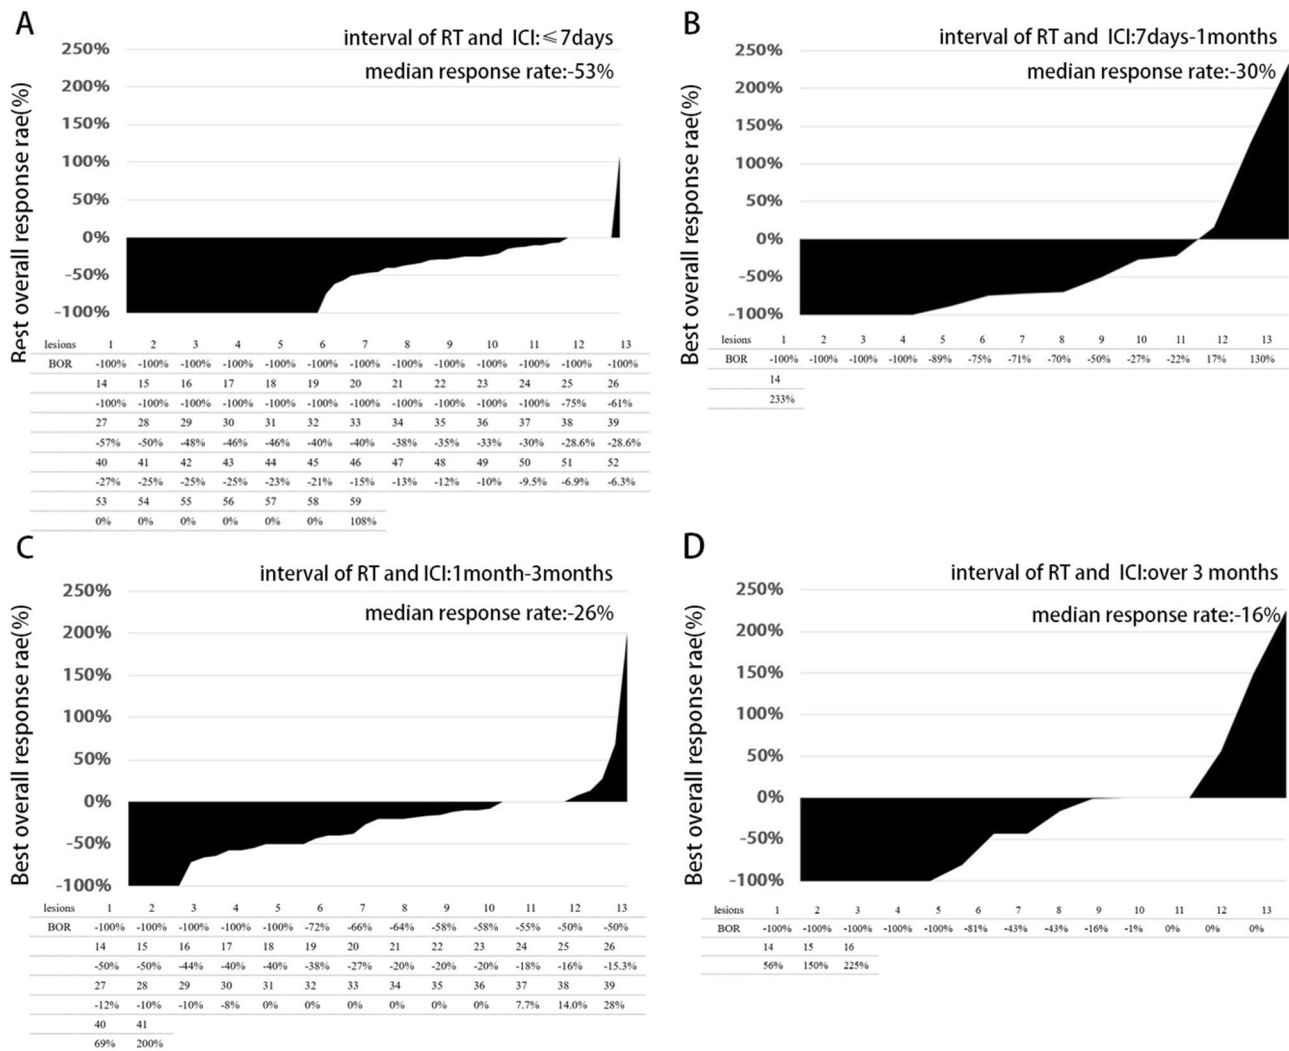 A
interval of RT and ICI:≤7days
median response rate:-53%
Best overall response rae(%)
250%
200%
150%
100%
50%
0%
-50%
-100%
lesions 1 2 3 4 5 6 7 8 9 10 11 12 13
BOR -100% -100% -100% -100% -100% -100% -100% -100% -100% -100% -100% -100% -100%
14 15 16 17 18 19 20 21 22 23 24 25 26
-100% -100% -100% -100% -100% -100% -100% -100% -100% -100% -100% -75% -61%
27 28 29 30 31 32 33 34 35 36 37 38 39
-57% -50% -48% -46% -46% -40% -40% -38% -35% -33% -30% -28.6% -28.6%
40 41 42 43 44 45 46 47 48 49 50 51 52
-27% -25% -25% -25% -23% -21% -15% -13% -12% -10% -9.5% -6.9% -6.3%
53 54 55 56 57 58 59
0% 0% 0% 0% 0% 0% 108%
B
interval of RT and ICI:7days-1months
median response rate:-30%
Best overall response rae(%)
250%
200%
150%
100%
50%
0%
-50%
-100%
lesions 1 2 3 4 5 6 7 8 9 10 11 12 13
BOR -100% -100% -100% -100% -89% -75% -71% -70% -50% -27% -22% 17% 130%
14
233%
C
interval of RT and ICI:1month-3months
median response rate:-26%
Best overall response rae(%)
250%
200%
150%
100%
50%
0%
-50%
-100%
lesions 1 2 3 4 5 6 7 8 9 10 11 12 13
BOR -100% -100% -100% -100% -100% -72% -66% -64% -58% -58% -55% -50% -50%
14 15 16 17 18 19 20 21 22 23 24 25 26
-50% -50% -44% -40% -40% -38% -27% -20% -20% -20% -18% -16% -15.3%
27 28 29 30 31 32 33 34 35 36 37 38 39
-12% -10% -10% -8% 0% 0% 0% 0% 0% 0% 7.7% 14.0% 28%
40 41
69% 200%
D
interval of RT and ICI:over 3 months
median response rate:-16%
Best overall response rae(%)
250%
200%
150%
100%
50%
0%
-50%
-100%
lesions 1 2 3 4 5 6 7 8 9 10 11 12 13
BOR -100% -100% -100% -100% -100% -81% -43% -43% -16% -1% 0% 0% 0%
14 15 16
56% 150% 225%